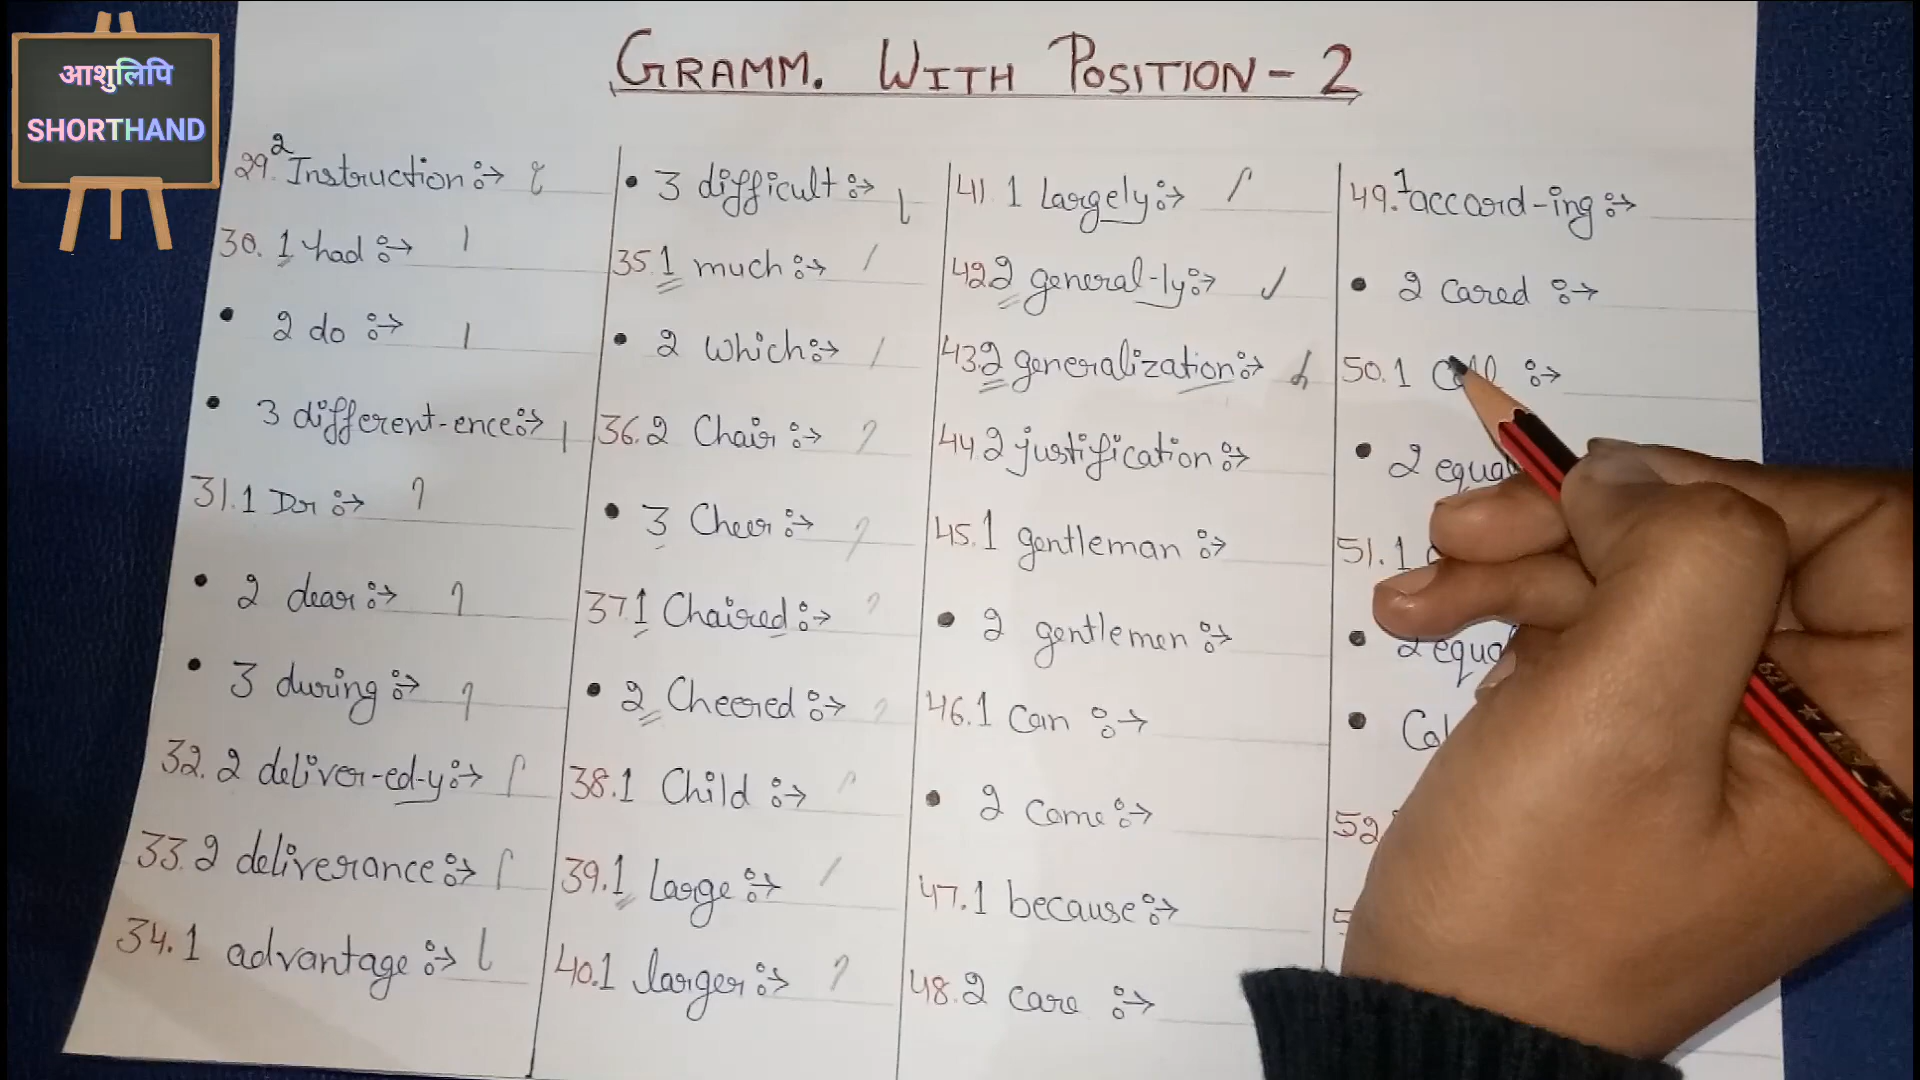 आशुलिपि
SHORTHAND
GRAMM. WITH POSITION-2
29. 2 Instruction :→
30. 1 had :→
• 2 do :→
• 3 different-ence :→
31. 1 Dr :→
• 2 dear :→
• 3 during :→
32. 2 deliver-ed-y :→
33. 2 deliverance :→
34. 1 advantage :→
• 3 difficult :→
35. 1 much :→
• 2 which :→
36. 2 Chair :→
• 3 Cheer :→
37 1 Chaired :→
• 2 Cheered :→
38. 1 Child :→
39. 1 Large :→
40. 1 larger :→
41. 1 Largely :→
42 2 general-ly :→
43. 2 generalization :→
44. 2 justification :→
45. 1 gentleman :→
• 2 gentlemen :→
46. 1 Can :→
• 2 Come :→
47. 1 because :→
48. 2 care :→
49. 1 accord-ing :→
• 2 cared :→
50. 1 :→
• 2
51. 1
• 2
•
52
621